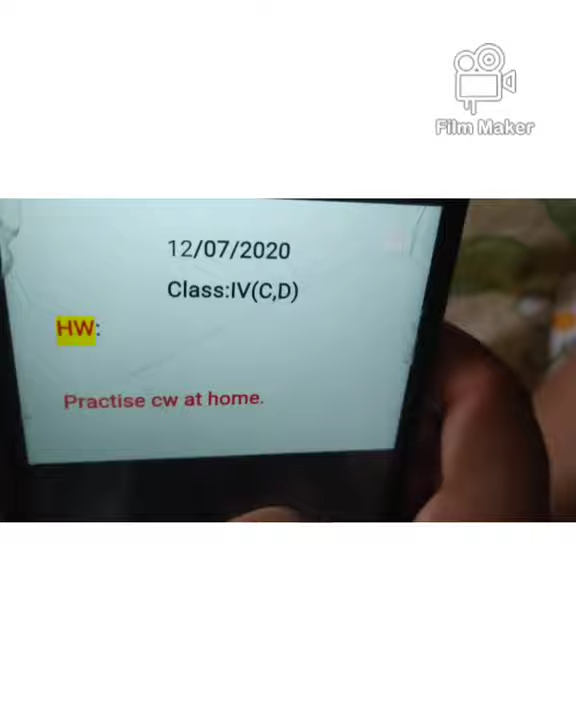 Film Maker
12/07/2020
Class:IV(C,D)
HW:
Practise cw at home.